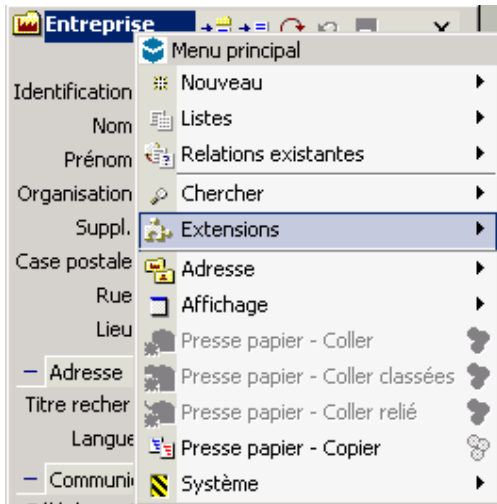 Entreprise
Menu principal
Identification
Nouveau
Nom
Listes
Prénom
Relations existantes
Organisation
Chercher
Suppl.
Extensions
Case postale
Adresse
Rue
Affichage
Lieu
Presse papier - Coller
Adresse
Presse papier - Coller classées
Titre recher
Presse papier - Coller relié
Langue
Presse papier - Copier
Communi
Système